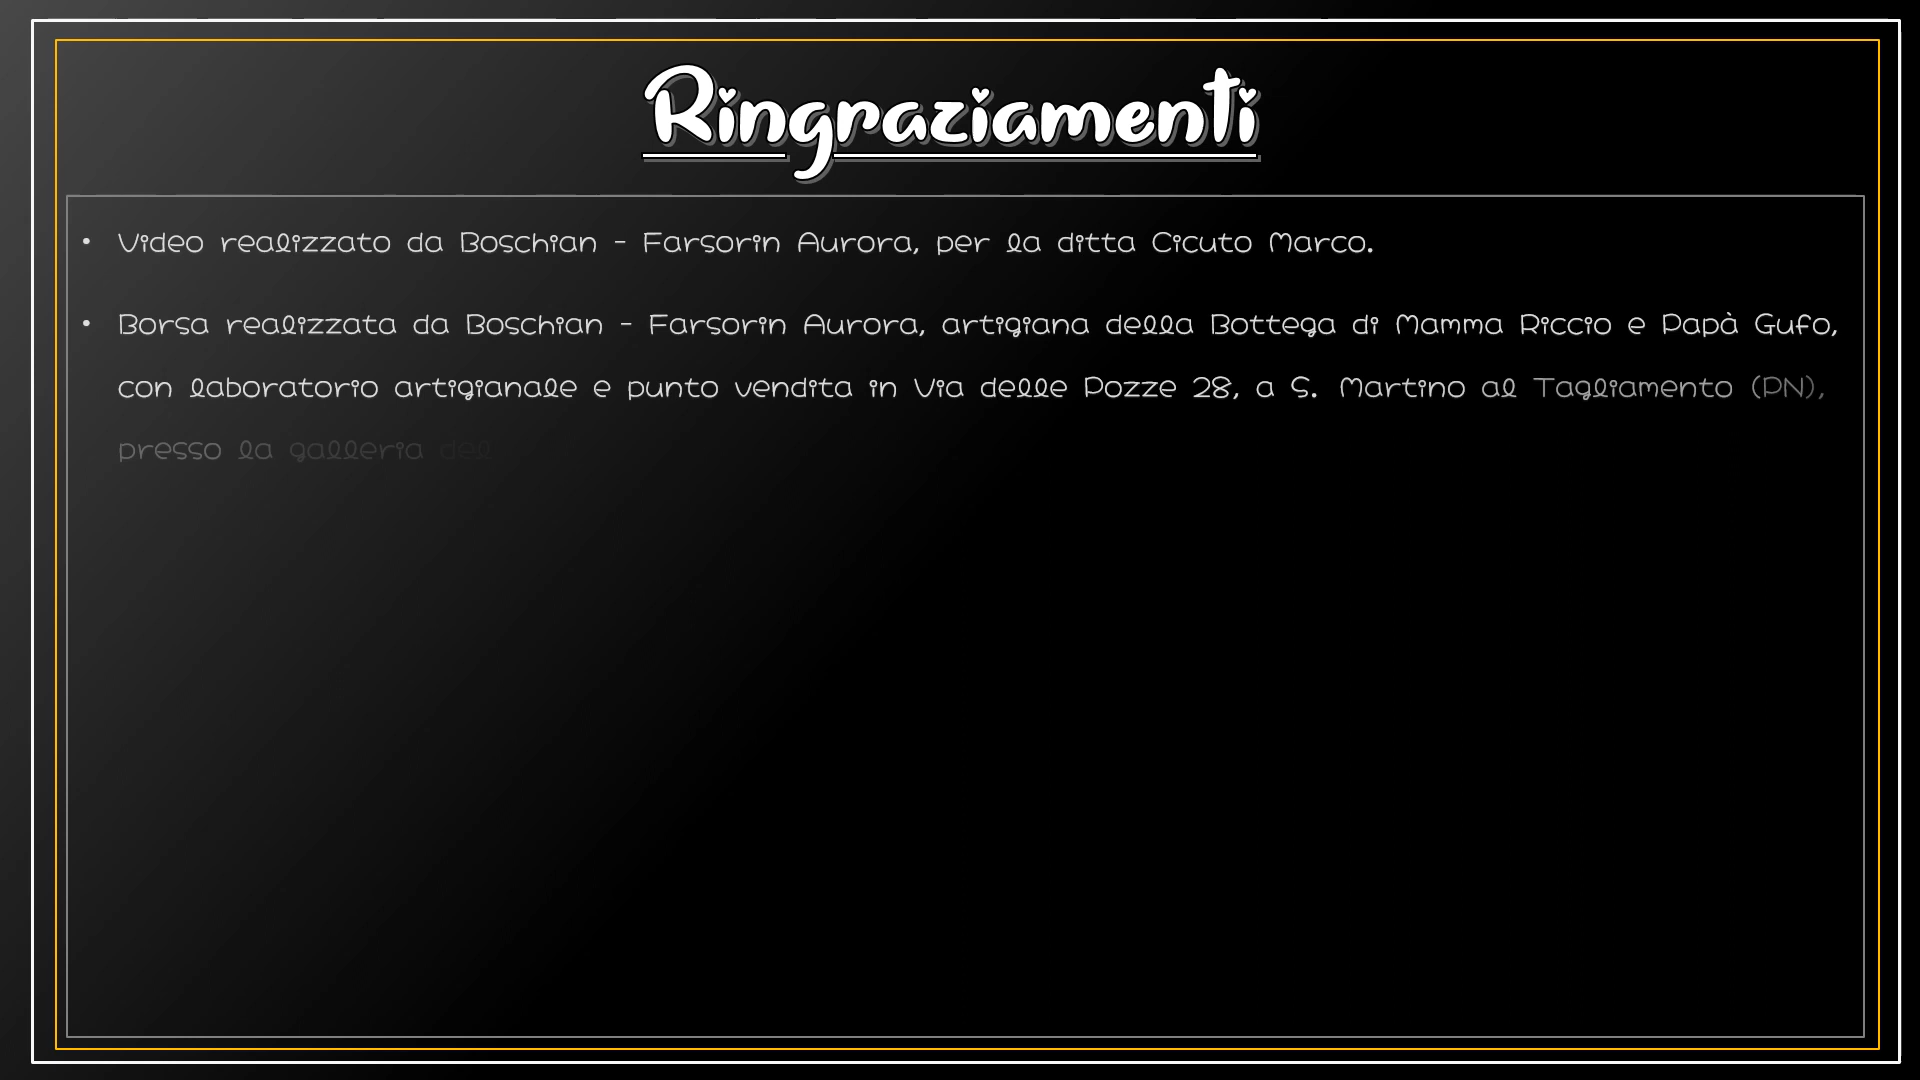 Ringraziamenti
• Video realizzato da Boschian - Farsorin Aurora, per la ditta Cicuto Marco.
• Borsa realizzata da Boschian - Farsorin Aurora, artigiana della Bottega di Mamma Riccio e Papà Gufo,
con laboratorio artigianale e punto vendita in Via delle Pozze 28, a S. Martino al Tagliamento (PN),
presso la galleria dell